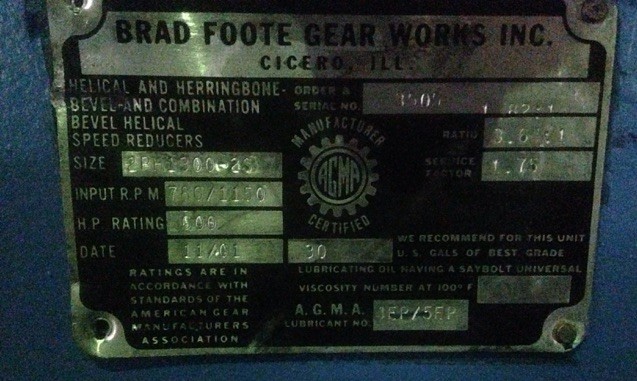 BRAD FOOTE GEAR WORKS INC.
CICERO, ILL.
HELICAL AND HERRINGBONE-
BEVEL-AND COMBINATION
BEVEL HELICAL
SPEED REDUCERS
ORDER &
SERIAL NO.
RATIO
SIZE
SERVICE FACTOR 1.75
INPUT R.P.M.
H.P. RATING
DATE 11/01
MANUFACTURER
AGMA
CERTIFIED
30
WE RECOMMEND FOR THIS UNIT
U.S. GALS OF BEST GRADE
LUBRICATING OIL HAVING A SAYBOLT UNIVERSAL
VISCOSITY NUMBER AT 100° F
A.G.M.A.
LUBRICANT NO.
RATINGS ARE IN
ACCORDANCE WITH
STANDARDS OF THE
AMERICAN GEAR
MANUFACTURERS
ASSOCIATION